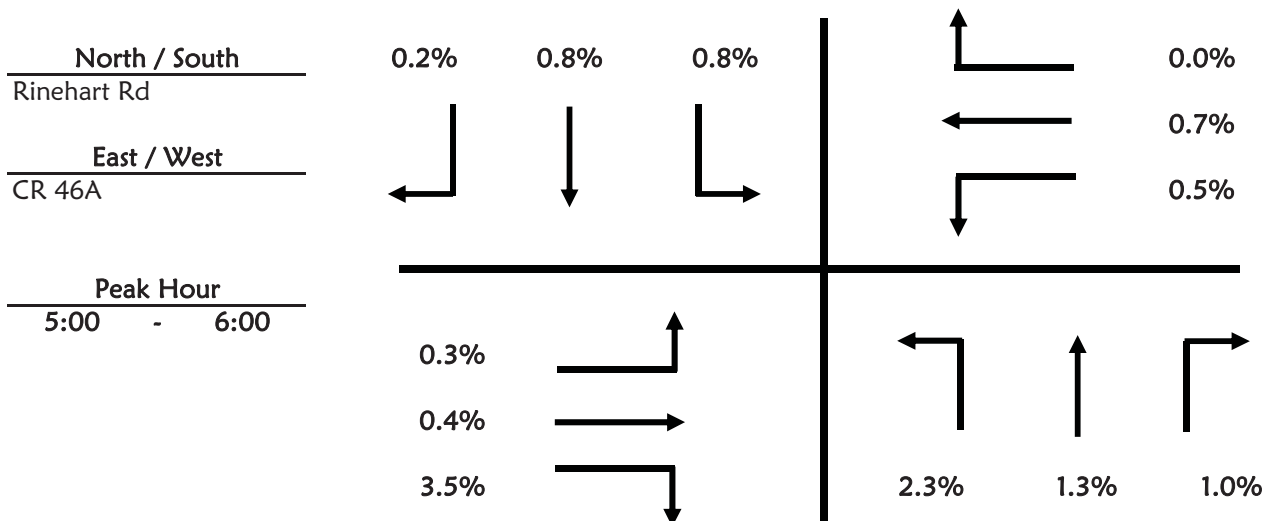 North / South
Rinehart Rd
East / West
CR 46A
Peak Hour
5:00 - 6:00
0.2% 0.8% 0.8%
0.0%
0.7%
0.5%
0.3%
0.4%
3.5%
2.3% 1.3% 1.0%